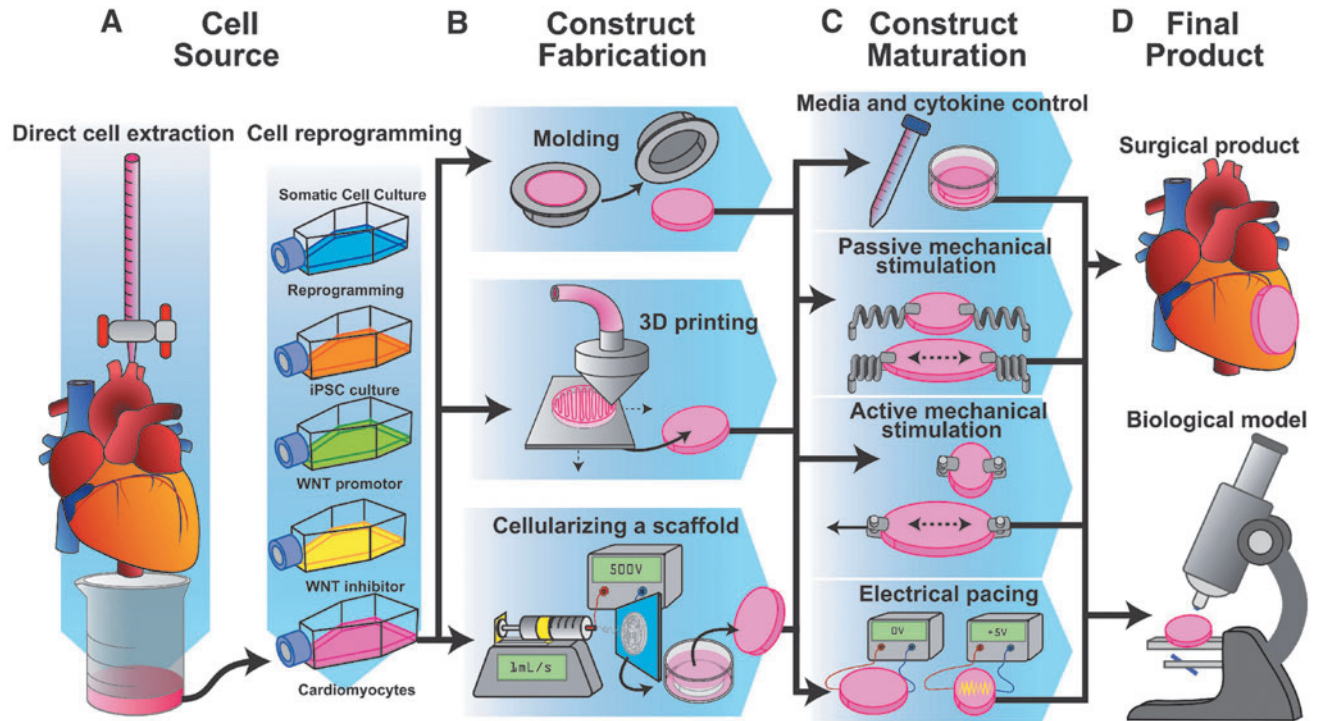 A
Cell
Source
B
Construct
Fabrication
C
Construct
Maturation
D
Final
Product
Direct cell extraction
Cell reprogramming
Somatic Cell Culture
Reprogramming
iPSC culture
WNT promotor
WNT inhibitor
Cardiomyocytes
Molding
3D printing
Cellularizing a scaffold
500V
1mL/s
Media and cytokine control
Passive mechanical
stimulation
Active mechanical
stimulation
Electrical pacing
0V
+5V
Surgical product
Biological model